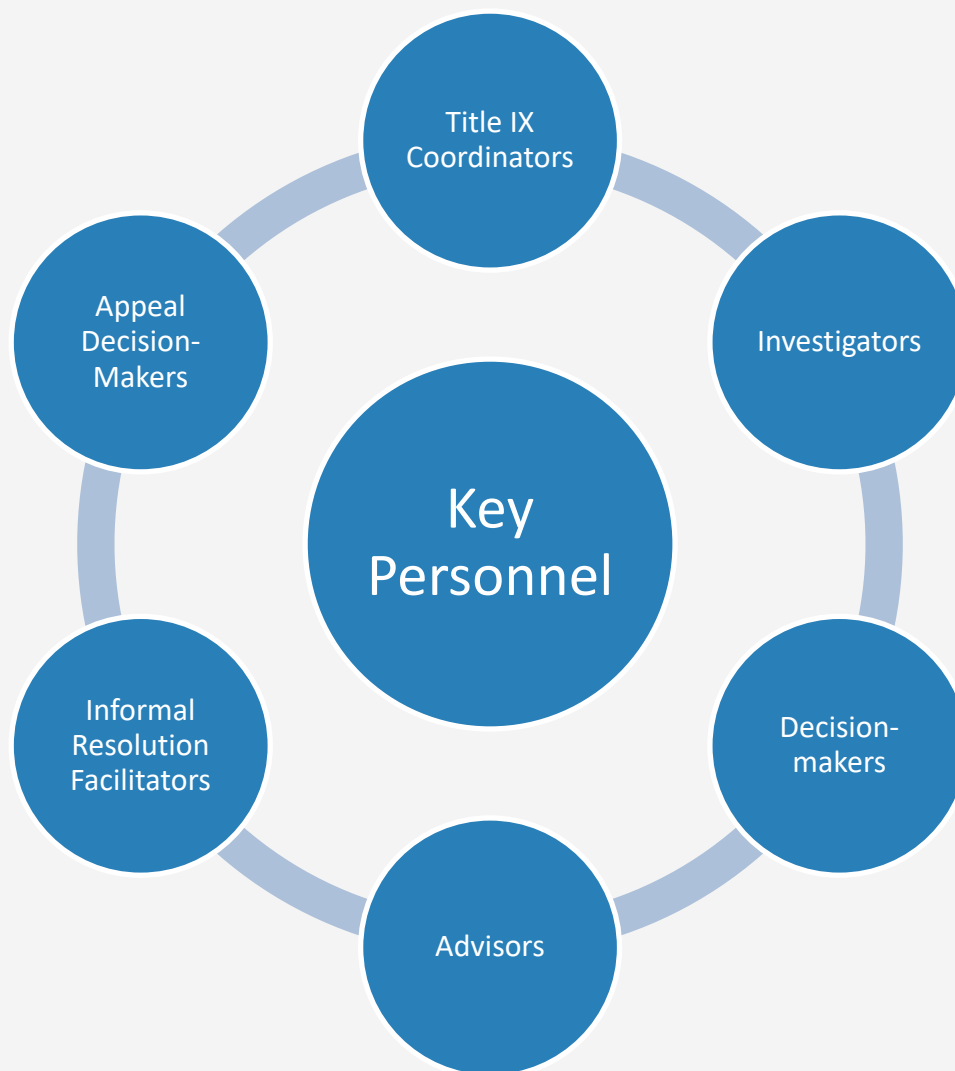 Title IX
Coordinators
Investigators
Decision-
makers
Advisors
Informal
Resolution
Facilitators
Appeal
Decision-
Makers
Key
Personnel